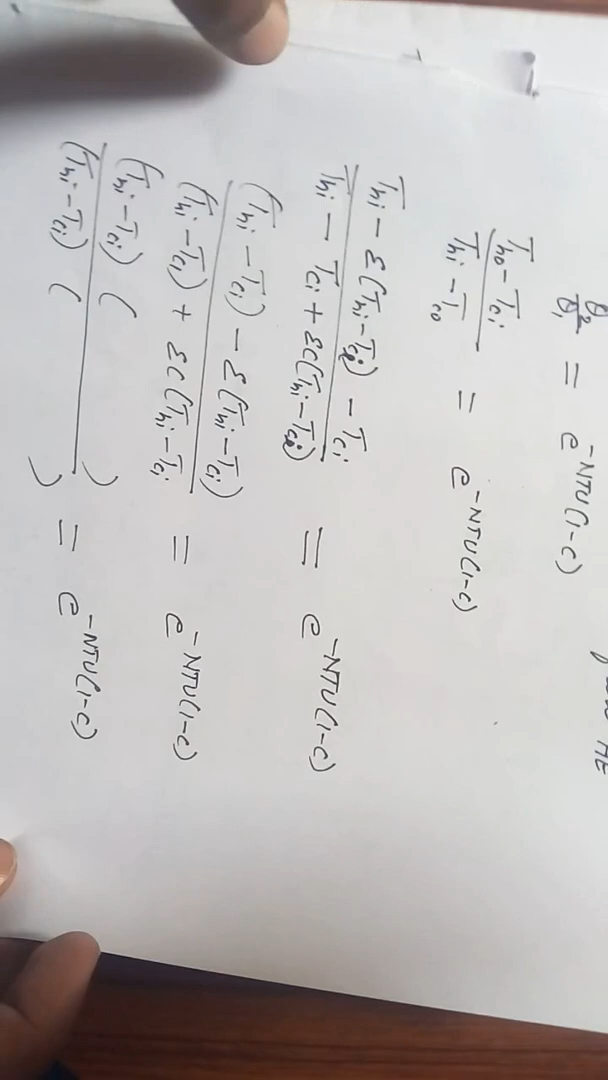 θ2/θ1 = e^-NTU(1-C)
(Tho - Tci)/(Thi - Tco) = e^-NTU(1-C)
(Thi - ε(Thi - Tci) - Tci)/(Thi - Tci + εC(Thi - Tci)) = e^-NTU(1-C)
((Thi - Tci) - ε(Thi - Tci))/((Thi - Tci) + εC(Thi - Tci) = e^-NTU(1-C)
(Thi - Tci) ( )/(Thi - Tci) ( ) = e^-NTU(1-C)